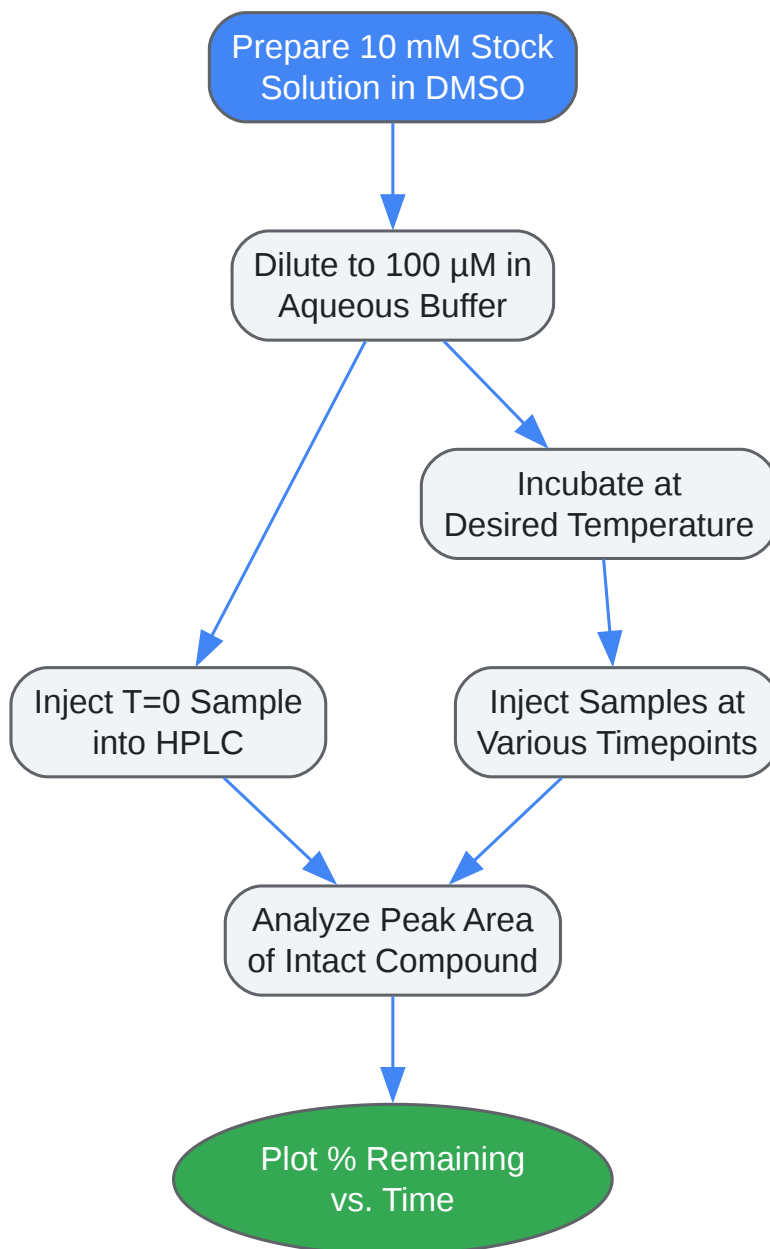 Prepare 10 mM Stock
Solution in DMSO
Dilute to 100 µM in
Aqueous Buffer
Incubate at
Desired Temperature
Inject T=0 Sample
into HPLC
Inject Samples at
Various Timepoints
Analyze Peak Area
of Intact Compound
Plot % Remaining
vs. Time